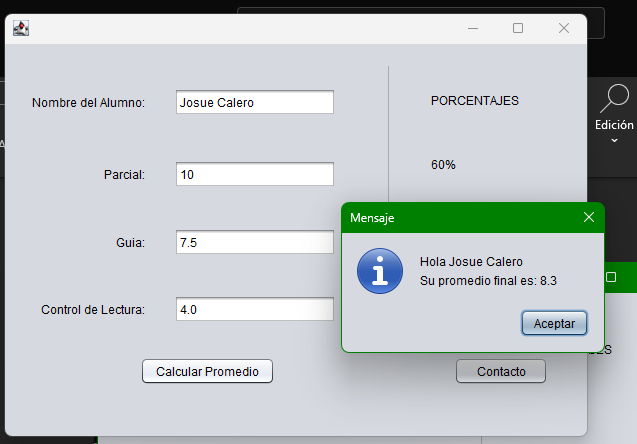 Edición
Nombre del Alumno:
Josue Calero
PORCENTAJES
Parcial:
10
60%
Mensaje
Guia:
7.5
Hola Josue Calero
Su promedio final es: 8.3
Control de Lectura:
4.0
Aceptar
Calcular Promedio
Contacto